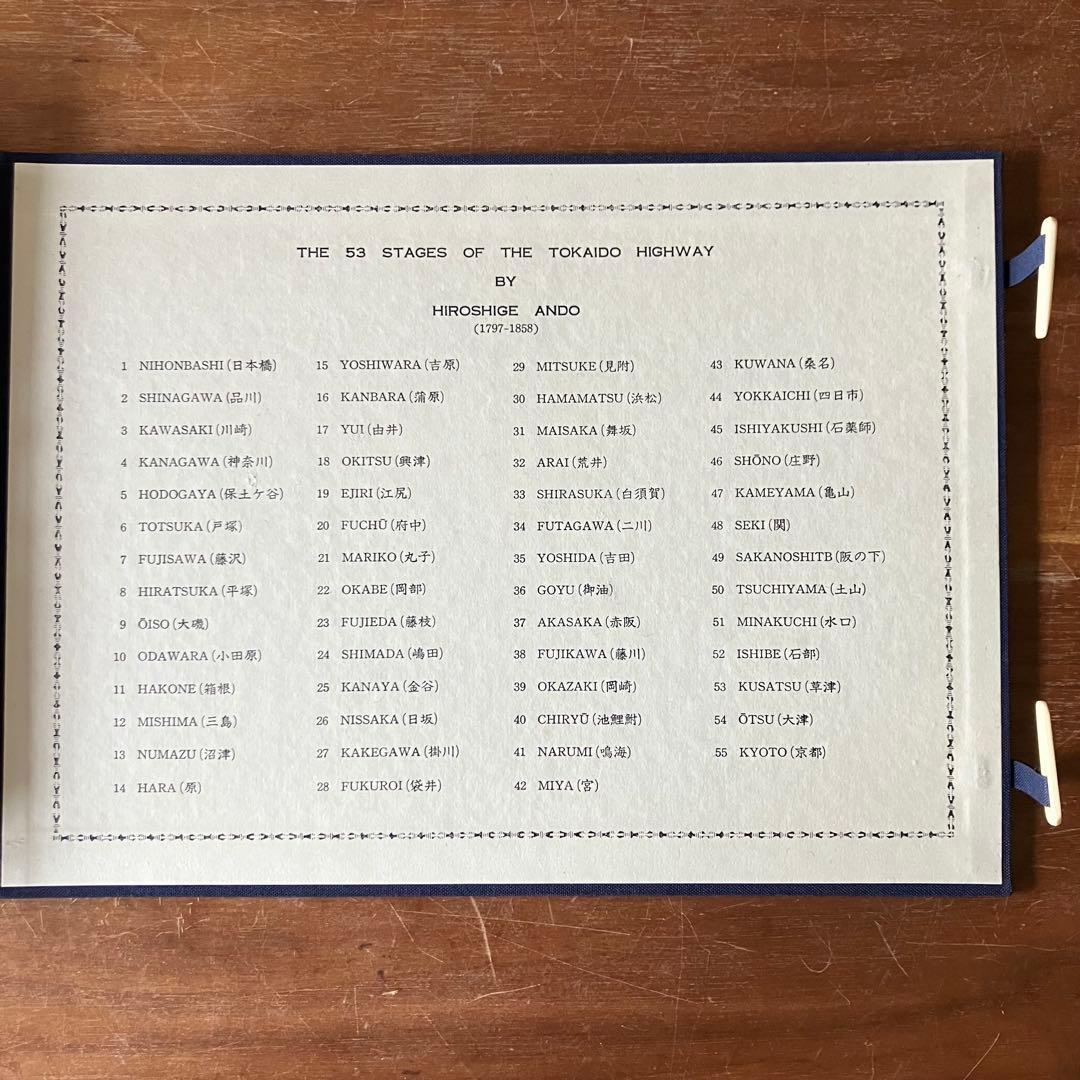 THE 53 STAGES OF THE TOKAIDO HIGHWAY
BY
HIROSHIGE ANDO
(1797-1858)
1 NIHONBASHI (日本橋)
2 SHINAGAWA (品川)
3 KAWASAKI (川崎)
4 KANAGAWA (神奈川)
5 HODOGAYA (保土ケ谷)
6 TOTSUKA (戸塚)
7 FUJISAWA (藤沢)
8 HIRATSUKA (平塚)
9 ŌISO (大磯)
10 ODAWARA (小田原)
11 HAKONE (箱根)
12 MISHIMA (三島)
13 NUMAZU (沼津)
14 HARA (原)
15 YOSHIWARA (吉原)
16 KANBARA (蒲原)
17 YUI (由井)
18 OKITSU (興津)
19 EJIRI (江尻)
20 FUCHŪ (府中)
21 MARIKO (丸子)
22 OKABE (岡部)
23 FUJIEDA (藤枝)
24 SHIMADA (嶋田)
25 KANAYA (金谷)
26 NISSAKA (日坂)
27 KAKEGAWA (掛川)
28 FUKUROI (袋井)
29 MITSUKE (見附)
30 HAMAMATSU (浜松)
31 MAISAKA (舞坂)
32 ARAI (荒井)
33 SHIRASUKA (白須賀)
34 FUTAGAWA (二川)
35 YOSHIDA (吉田)
36 GOYU (御油)
37 AKASAKA (赤阪)
38 FUJIKAWA (藤川)
39 OKAZAKI (岡崎)
40 CHIRYŪ (池鯉鮒)
41 NARUMI (鳴海)
42 MIYA (宮)
43 KUWANA (桑名)
44 YOKKAICHI (四日市)
45 ISHIYAKUSHI (石薬師)
46 SHŌNO (庄野)
47 KAMEYAMA (亀山)
48 SEKI (関)
49 SAKANOSHITB (阪の下)
50 TSUCHIYAMA (土山)
51 MINAKUCHI (水口)
52 ISHIBE (石部)
53 KUSATSU (草津)
54 ŌTSU (大津)
55 KYOTO (京都)